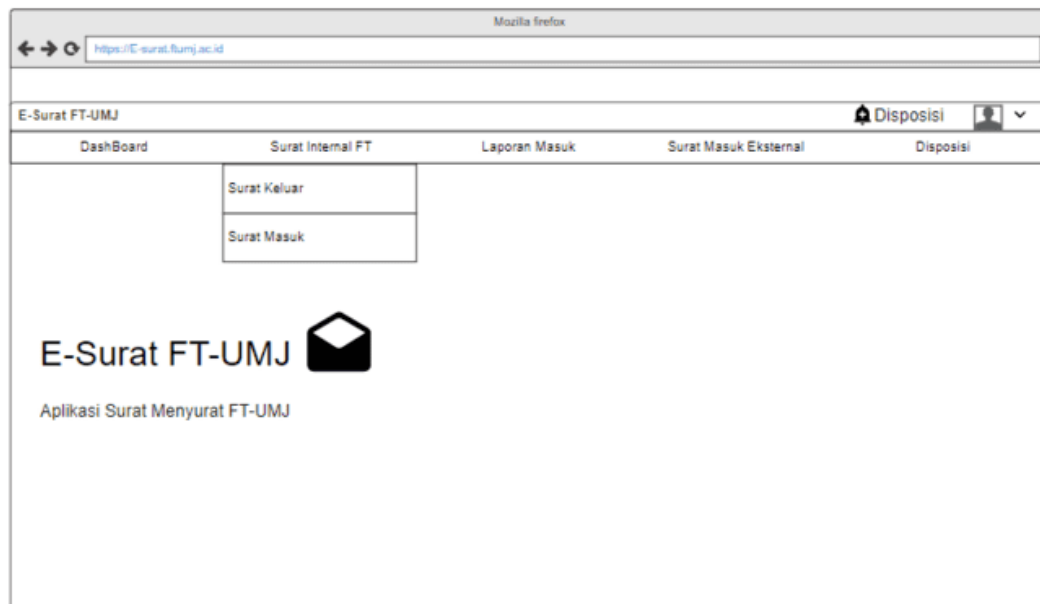 Mozilla firefox
https://E-surat.ftumj.ac.id
E-Surat FT-UMJ Disposisi
DashBoard Surat Internal FT Laporan Masuk Surat Masuk Eksternal Disposisi
Surat Keluar
Surat Masuk
E-Surat FT-UMJ
Aplikasi Surat Menyurat FT-UMJ